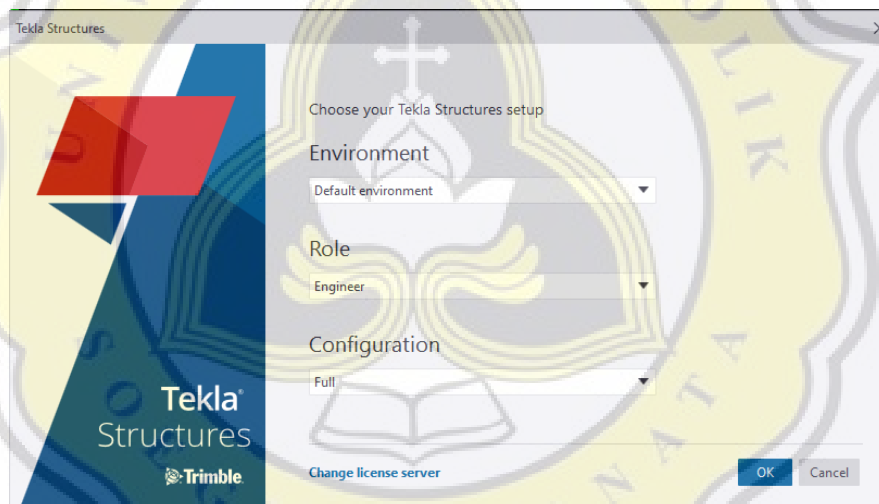 Tekla Structures
Choose your Tekla Structures setup
Environment
Default environment
Role
Engineer
Configuration
Full
Tekla®
Structures
Trimble.
Change license server
OK
Cancel